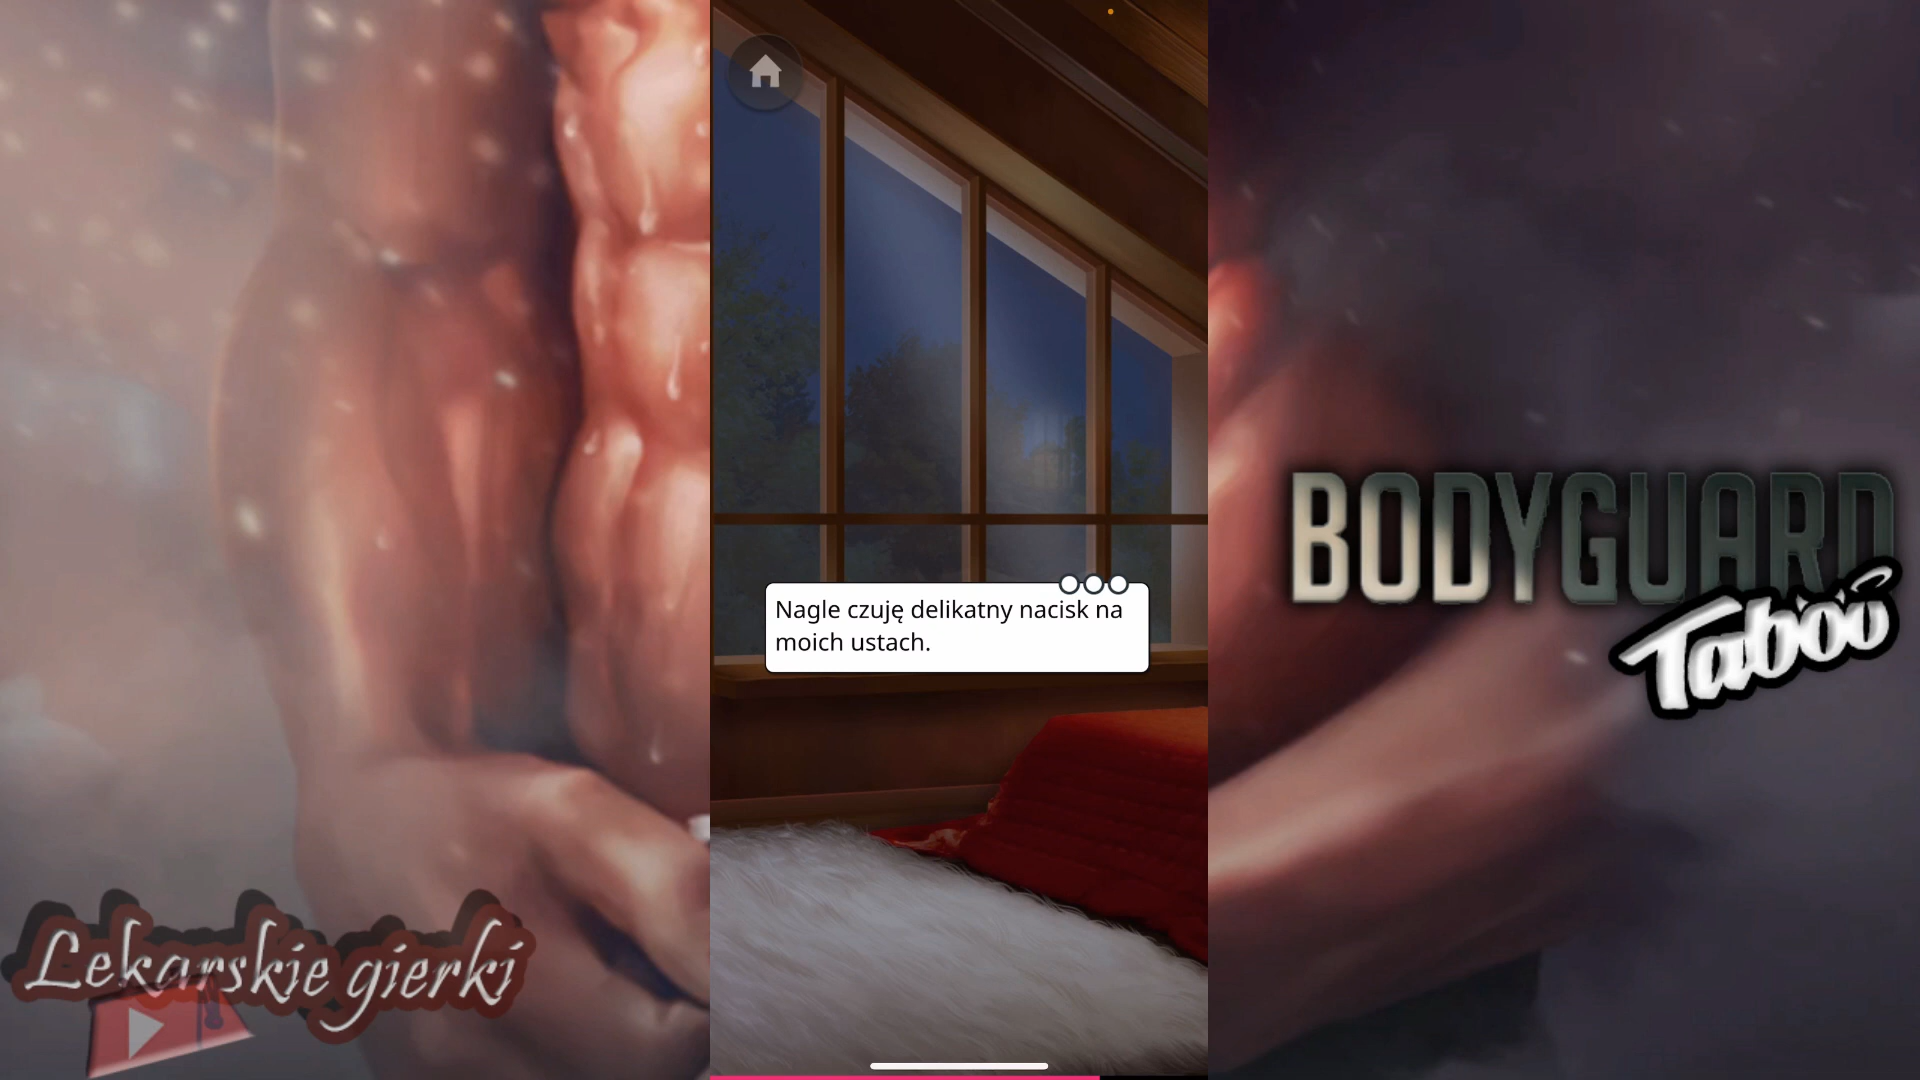 Nagle czuję delikatny nacisk na
moich ustach.
BODYGUARD
Taboo
Lekarskie gierki